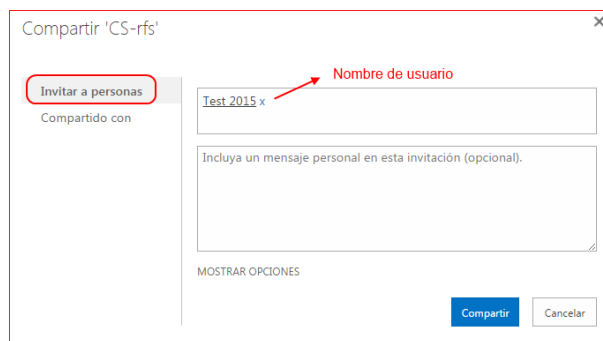 Compartir 'CS-rfs'
x
Nombre de usuario
Invitar a personas
Test 2015 x
Compartido con
Incluya un mensaje personal en esta invitación (opcional).
MOSTRAR OPCIONES
Compartir
Cancelar